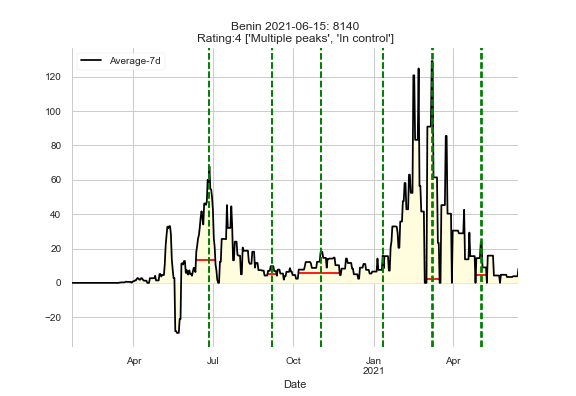 Benin 2021-06-15: 8140
Rating:4 ['Multiple peaks', 'In control']
Average-7d
120
100
80
60
40
20
0
−20
Apr Jul Oct Jan Apr
2021
Date